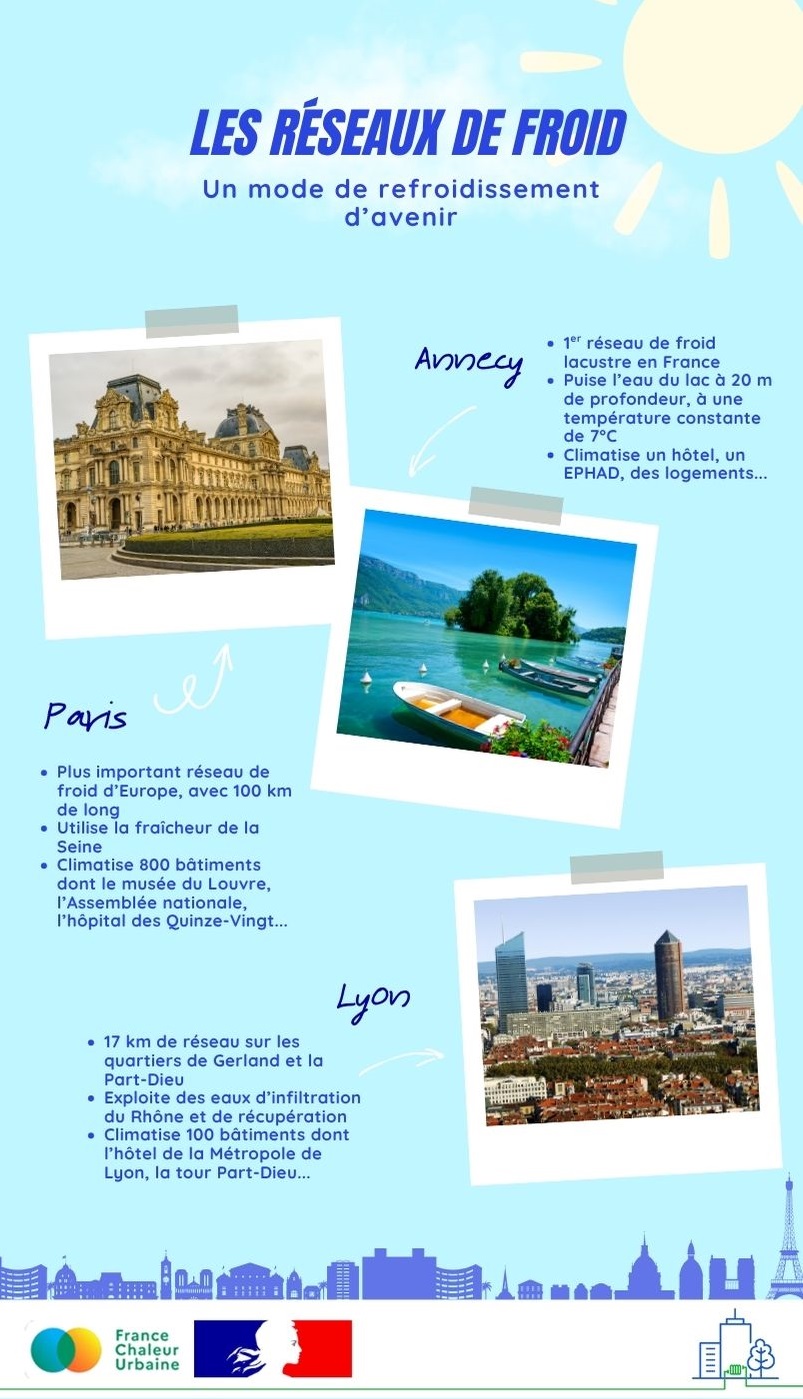 LES RÉSEAUX DE FROID
Un mode de refroidissement
d'avenir
Annecy
• 1er réseau de froid
lacustre en France
• Puise l'eau du lac à 20 m
de profondeur, à une
température constante
de 7°C
• Climatise un hôtel, un
EPHAD, des logements...
Paris
• Plus important réseau de
froid d'Europe, avec 100 km
de long
• Utilise la fraîcheur de la
Seine
• Climatise 800 bâtiments
dont le musée du Louvre,
l'Assemblée nationale,
l'hôpital des Quinze-Vingt...
Lyon
• 17 km de réseau sur les
quartiers de Gerland et la
Part-Dieu
• Exploite des eaux d'infiltration
du Rhône et de récupération
• Climatise 100 bâtiments dont
l'hôtel de la Métropole de
Lyon, la tour Part-Dieu...
France
Chaleur
Urbaine